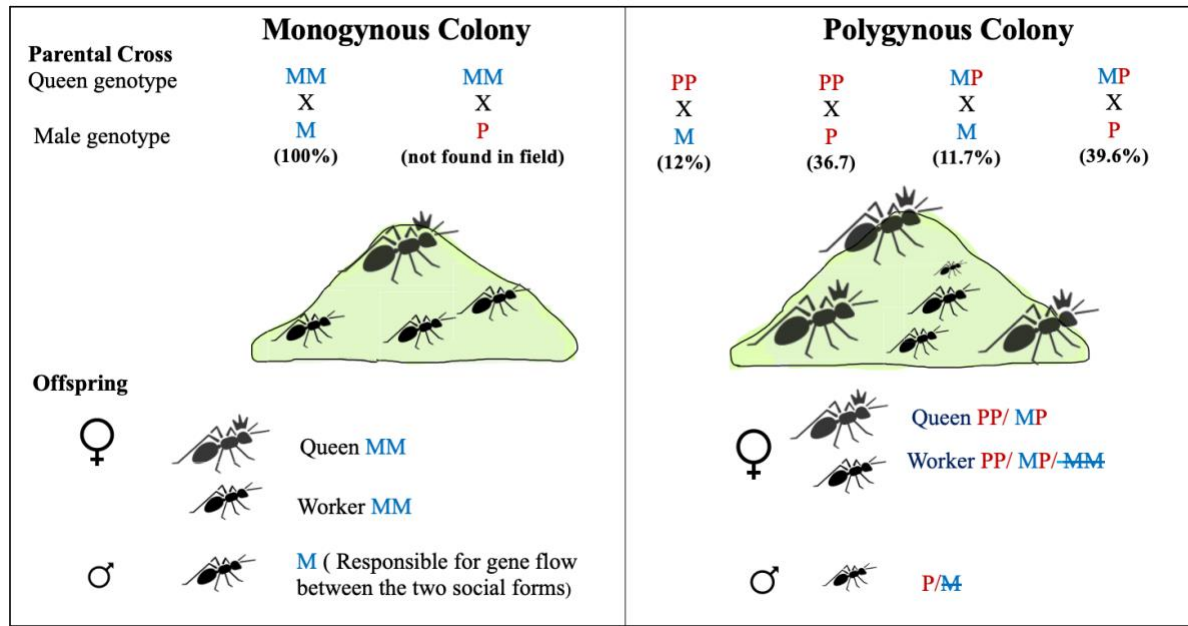 Monogynous Colony
Parental Cross
Queen genotype
MM
MM
X
X
Male genotype
M
P
(100%)
(not found in field)
Offspring
Queen MM
Worker MM
M ( Responsible for gene flow
between the two social forms)
Polygynous Colony
PP
PP
MP
MP
X
X
X
X
M
P
M
P
(12%)
(36.7)
(11.7%)
(39.6%)
Queen PP/ MP
Worker PP/ MP/ MM
P/M